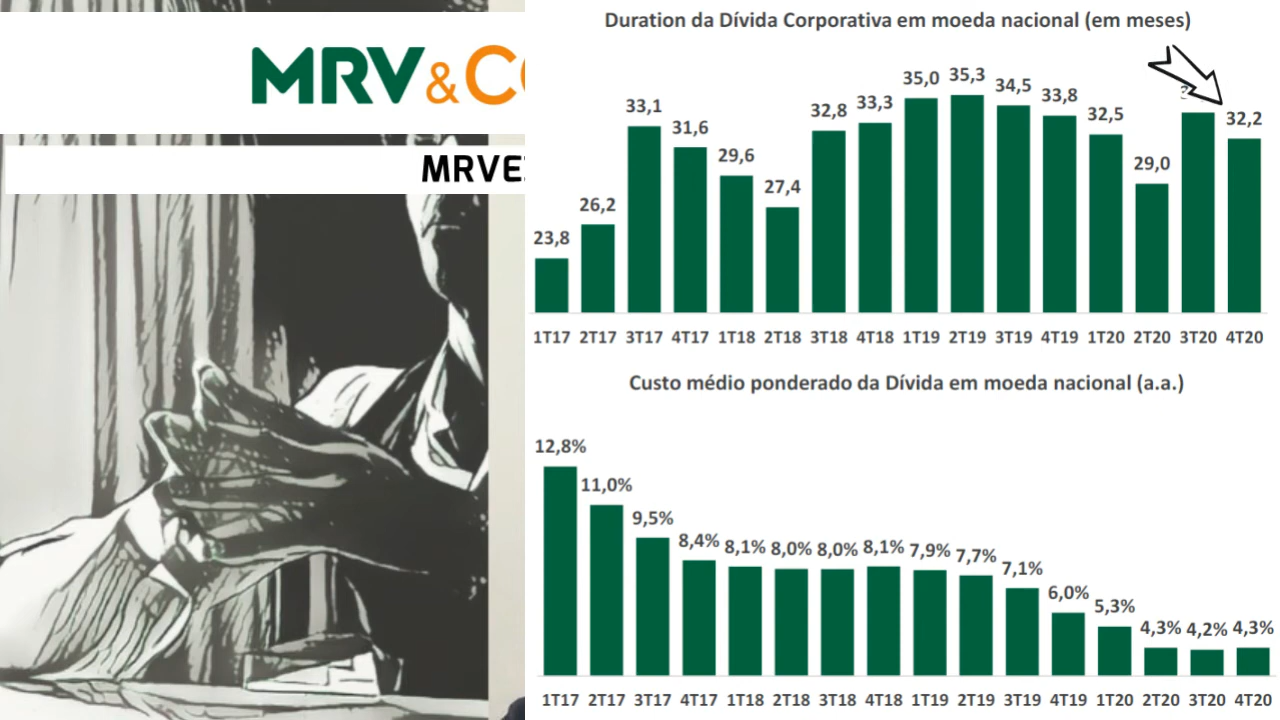 MRV&C
MRVE
Duration da Dívida Corporativa em moeda nacional (em meses)
23,8 26,2 33,1 31,6 29,6 27,4 32,8 33,3 35,0 35,3 34,5 33,8 32,5 29,0 32,2
1T17 2T17 3T17 4T17 1T18 2T18 3T18 4T18 1T19 2T19 3T19 4T19 1T20 2T20 3T20 4T20
Custo médio ponderado da Dívida em moeda nacional (a.a.)
12,8% 11,0% 9,5% 8,4% 8,1% 8,0% 8,0% 8,1% 7,9% 7,7% 7,1% 6,0% 5,3% 4,3% 4,2% 4,3%
1T17 2T17 3T17 4T17 1T18 2T18 3T18 4T18 1T19 2T19 3T19 4T19 1T20 2T20 3T20 4T20